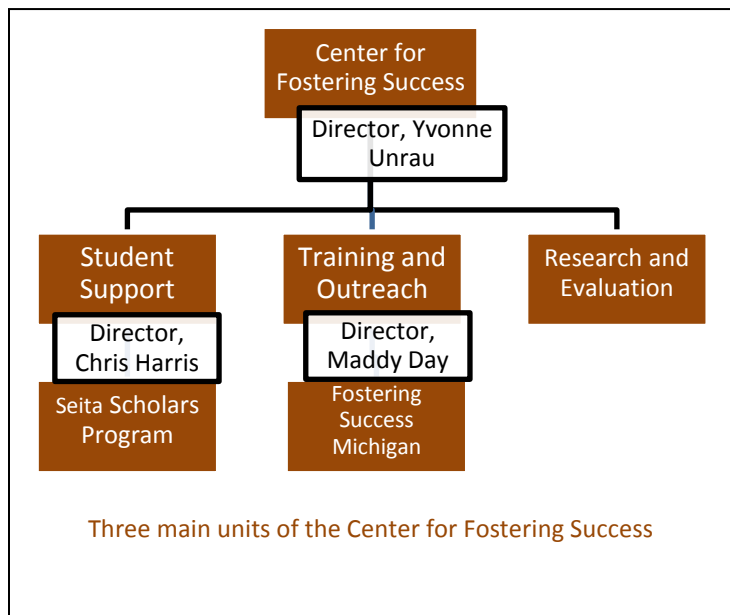 Center for
Fostering Success
Director, Yvonne
Unrau
Student
Support
Director,
Chris Harris
Seita Scholars
Program
Training and
Outreach
Director,
Maddy Day
Fostering
Success
Michigan
Research and
Evaluation
Three main units of the Center for Fostering Success